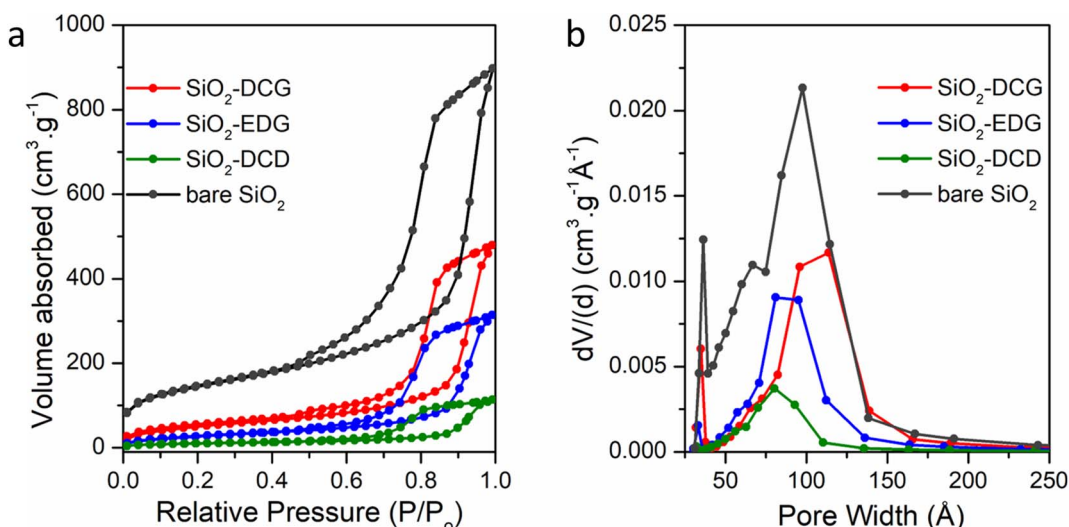 a
1000
800
600
400
200
0
Volume absorbed (cm³.g⁻¹)
SiO₂-DCG
SiO₂-EDG
SiO₂-DCD
bare SiO₂
0.0 0.2 0.4 0.6 0.8 1.0
Relative Pressure (P/Pₒ)
b
0.025
0.020
0.015
0.010
0.005
0.000
dV/(d) (cm³.g⁻¹Å⁻¹)
SiO₂-DCG
SiO₂-EDG
SiO₂-DCD
bare SiO₂
50 100 150 200 250
Pore Width (Å)